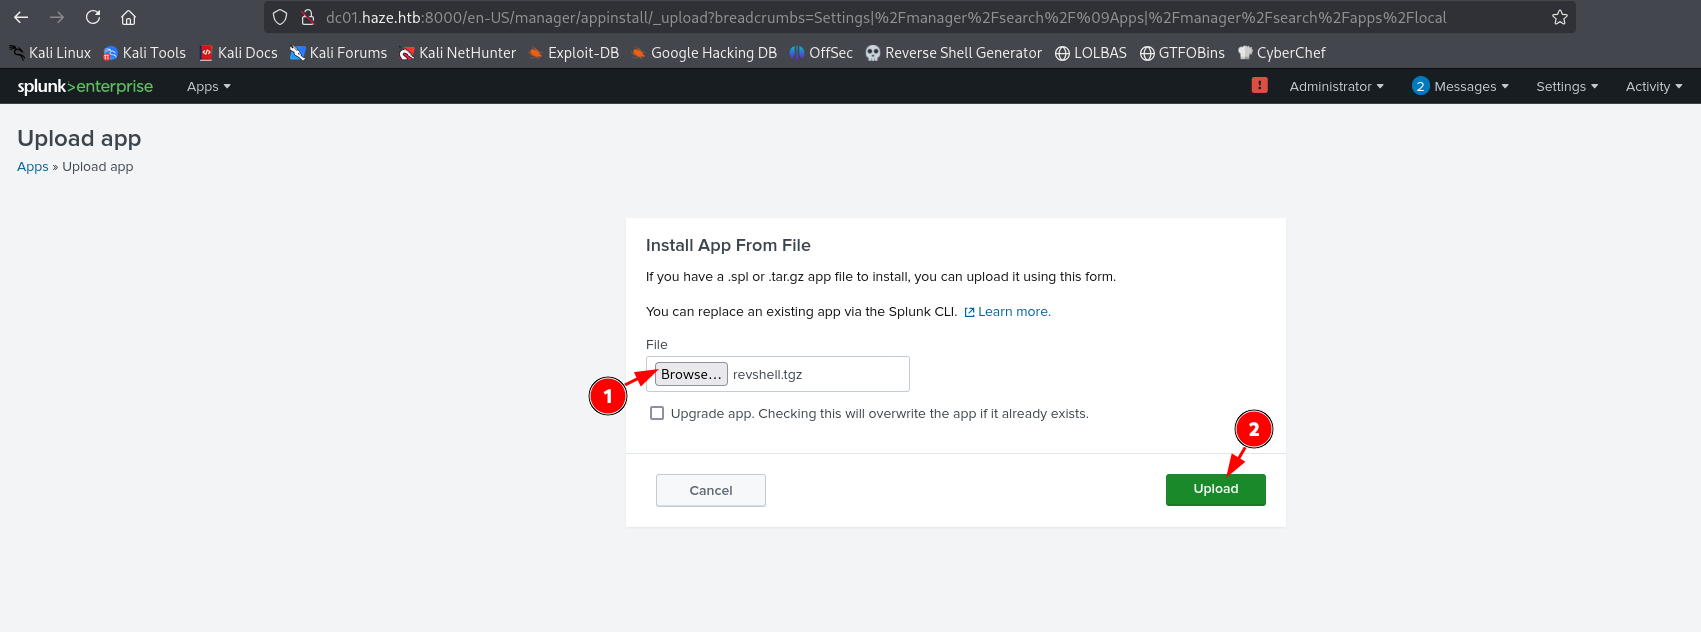 dc01.haze.htb:8000/en-US/manager/appinstall/_upload?breadcrumbs=Settings|%2Fmanager%2Fsearch%2F%09Apps|%2Fmanager%2Fsearch%2Fapps%2Flocal
Kali Linux Kali Tools Kali Docs Kali Forums Kali NetHunter Exploit-DB Google Hacking DB OffSec Reverse Shell Generator LOLBAS GTFOBins CyberChef
splunk>enterprise Apps ! Administrator 2 Messages Settings Activity
Upload app
Apps » Upload app
Install App From File
If you have a .spl or .tar.gz app file to install, you can upload it using this form.
You can replace an existing app via the Splunk CLI. Learn more.
File
Browse... revshell.tgz
1
Upgrade app. Checking this will overwrite the app if it already exists.
2
Cancel Upload